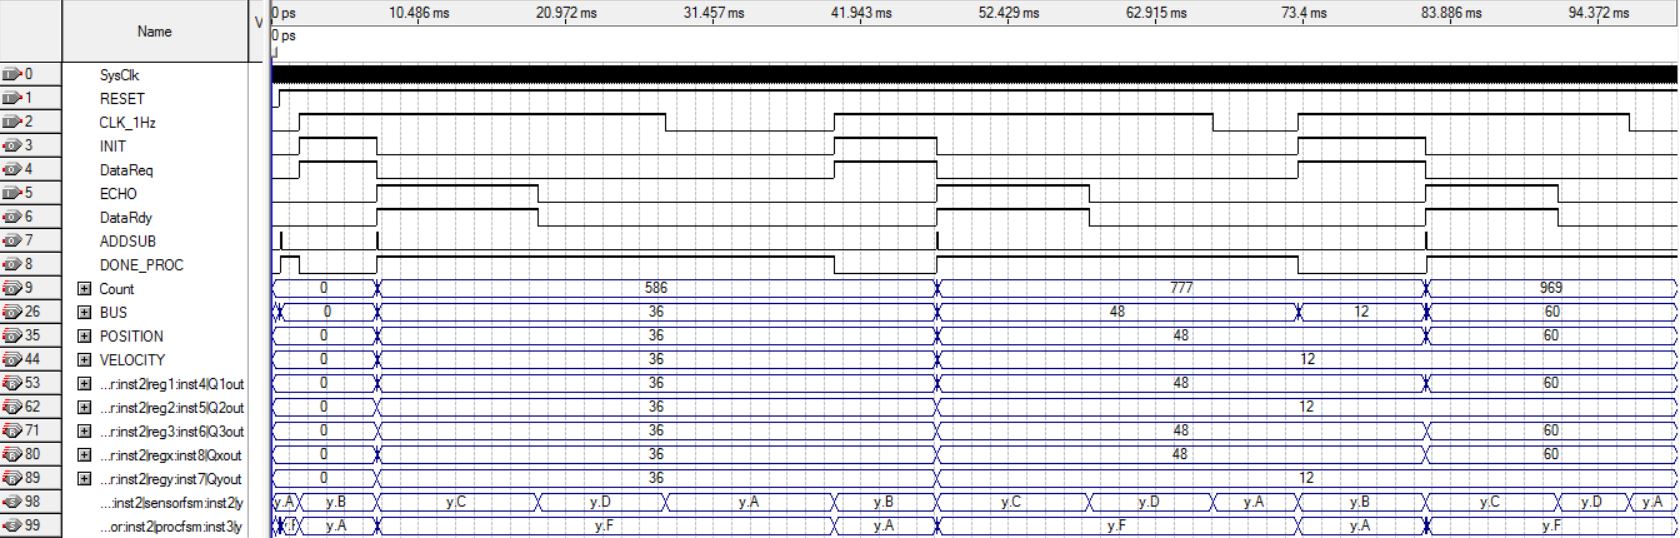 0 ps 10.486 ms 20.972 ms 31.457 ms 41.943 ms 52.429 ms 62.915 ms 73.4 ms 83.886 ms 94.372 ms
Name V
0 ps
0 SysClk
1 RESET
2 CLK_1Hz
3 INIT
4 DataReq
5 ECHO
6 DataRdy
7 ADDSUB
8 DONE_PROC
9 Count 0 586 777 969
26 BUS 0 36 48 12 60
35 POSITION 0 36 48 60
44 VELOCITY 0 36 12
53 ...r:inst2|reg1:inst4|Q1out 0 36 48 60
62 ...r:inst2|reg2:inst5|Q2out 0 36 12
71 ...r:inst2|reg3:inst6|Q3out 0 36 48 60
80 ...r:inst2|regx:inst8|Qxout 0 36 48 60
89 ...r:inst2|regy:inst7|Qyout 0 36 12
98 ...:inst2|sensorfsm:inst2|y y.A y.B y.C y.D y.A y.B y.C y.D y.A y.B y.C y.D y.A
99 ...or:inst2|procfsm:inst3|y y.A y.F y.A y.F y.A y.F